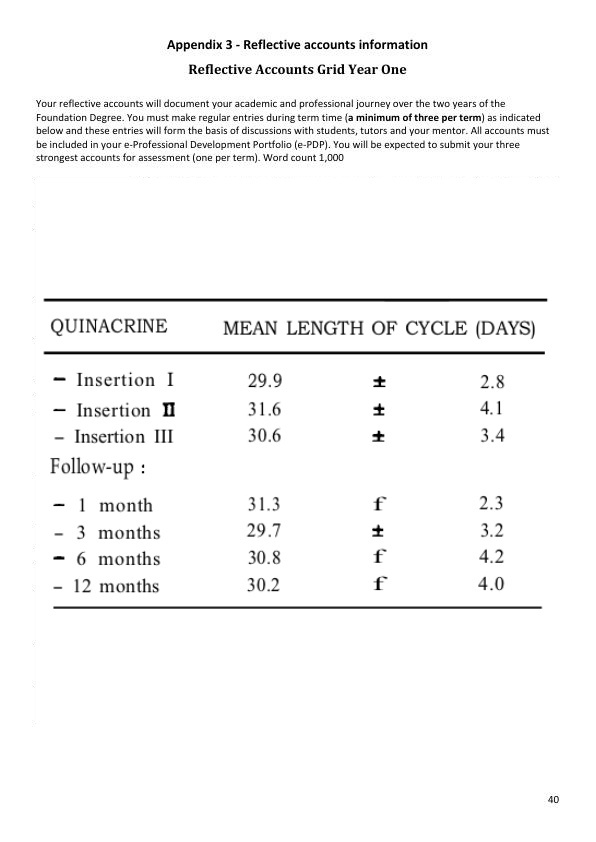 Appendix 3 - Reflective accounts information
Reflective Accounts Grid Year One
Your reflective accounts will document your academic and professional journey over the two years of the
Foundation Degree. You must make regular entries during term time (a minimum of three per term) as indicated
below and these entries will form the basis of discussions with students, tutors and your mentor. All accounts must
be included in your e-Professional Development Portfolio (e-PDP). You will be expected to submit your three
strongest accounts for assessment (one per term). Word count 1,000
QUINACRINE MEAN LENGTH OF CYCLE (DAYS)
– Insertion I 29.9 ± 2.8
– Insertion II 31.6 ± 4.1
– Insertion III 30.6 ± 3.4
Follow-up :
– 1 month 31.3 f 2.3
– 3 months 29.7 ± 3.2
– 6 months 30.8 f 4.2
– 12 months 30.2 f 4.0
40